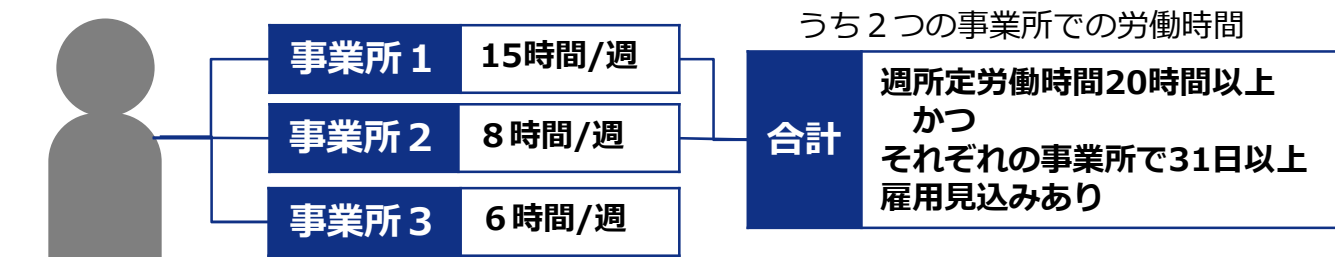 うち２つの事業所での労働時間
事業所１ 15時間/週
事業所２ ８時間/週
事業所３ ６時間/週
合計
週所定労働時間20時間以上
かつ
それぞれの事業所で31日以上
雇用見込みあり